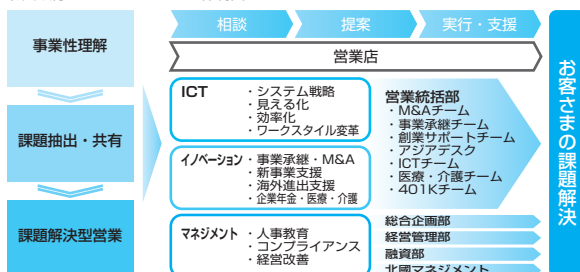 事業性理解
課題抽出・共有
課題解決型営業
相談
提案
実行・支援
営業店
ICT
・システム戦略
・見える化
・効率化
・ワークスタイル変革
イノベーション
・事業承継・M&A
・新事業支援
・海外進出支援
・企業年金・医療・介護
マネジメント
・人事教育
・コンプライアンス
・経営改善
営業統括部
・M&Aチーム
・事業承継チーム
・創業サポートチーム
・アジアデスク
・ICTチーム
・医療・介護チーム
・401Kチーム
総合企画部
経営管理部
融資部
北國マネジメント
お客さまの課題解決